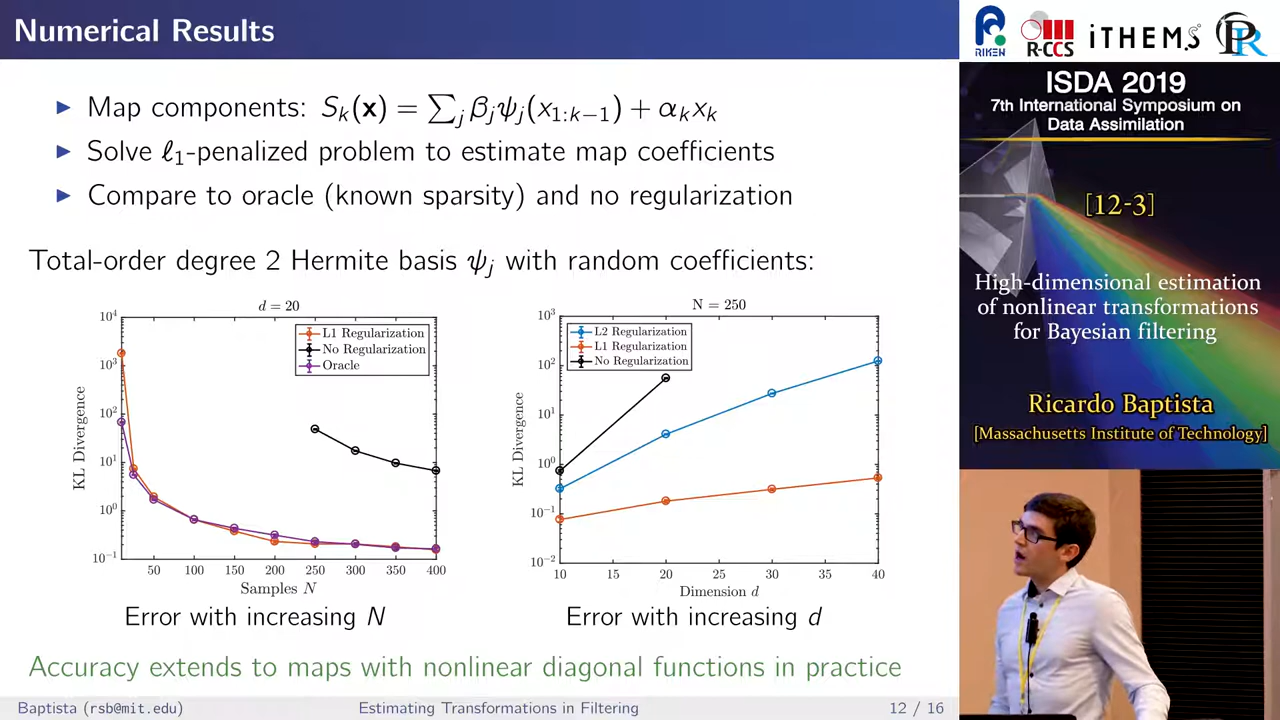 Numerical Results
▶ Map components: S_k(x) = ∑_j β_jψ_j(x_{1:k−1}) + α_kx_k
▶ Solve ℓ_1-penalized problem to estimate map coefficients
▶ Compare to oracle (known sparsity) and no regularization
Total-order degree 2 Hermite basis ψ_j with random coefficients:
d = 20
L1 Regularization
No Regularization
Oracle
KL Divergence
10^4
10^3
10^2
10^1
10^0
10^{-1}
50 100 150 200 250 300 350 400
Samples N
Error with increasing N
N = 250
L2 Regularization
L1 Regularization
No Regularization
KL Divergence
10^3
10^2
10^1
10^0
10^{-1}
10^{-2}
10 15 20 25 30 35 40
Dimension d
Error with increasing d
Accuracy extends to maps with nonlinear diagonal functions in practice
Baptista (rsb@mit.edu) Estimating Transformations in Filtering 12 / 16
RIKEN R-CCS iTHEMS PR
ISDA 2019
7th International Symposium on
Data Assimilation
[12-3]
High-dimensional estimation
of nonlinear transformations
for Bayesian filtering
Ricardo Baptista
[Massachusetts Institute of Technology]